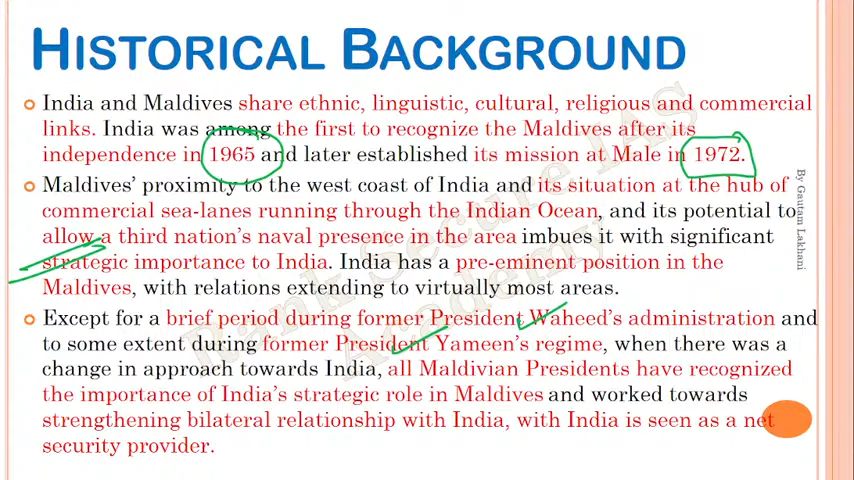 HISTORICAL BACKGROUND
India and Maldives share ethnic, linguistic, cultural, religious and commercial
links. India was among the first to recognize the Maldives after its
independence in 1965 and later established its mission at Male in 1972.
Maldives' proximity to the west coast of India and its situation at the hub of
commercial sea-lanes running through the Indian Ocean, and its potential to
allow a third nation's naval presence in the area imbues it with significant
strategic importance to India. India has a pre-eminent position in the
Maldives, with relations extending to virtually most areas.
Except for a brief period during former President Waheed's administration and
to some extent during former President Yameen's regime, when there was a
change in approach towards India, all Maldivian Presidents have recognized
the importance of India's strategic role in Maldives and worked towards
strengthening bilateral relationship with India, with India is seen as a net
security provider.
By Gautam Lakhani
Rank Secure IAS
Academy